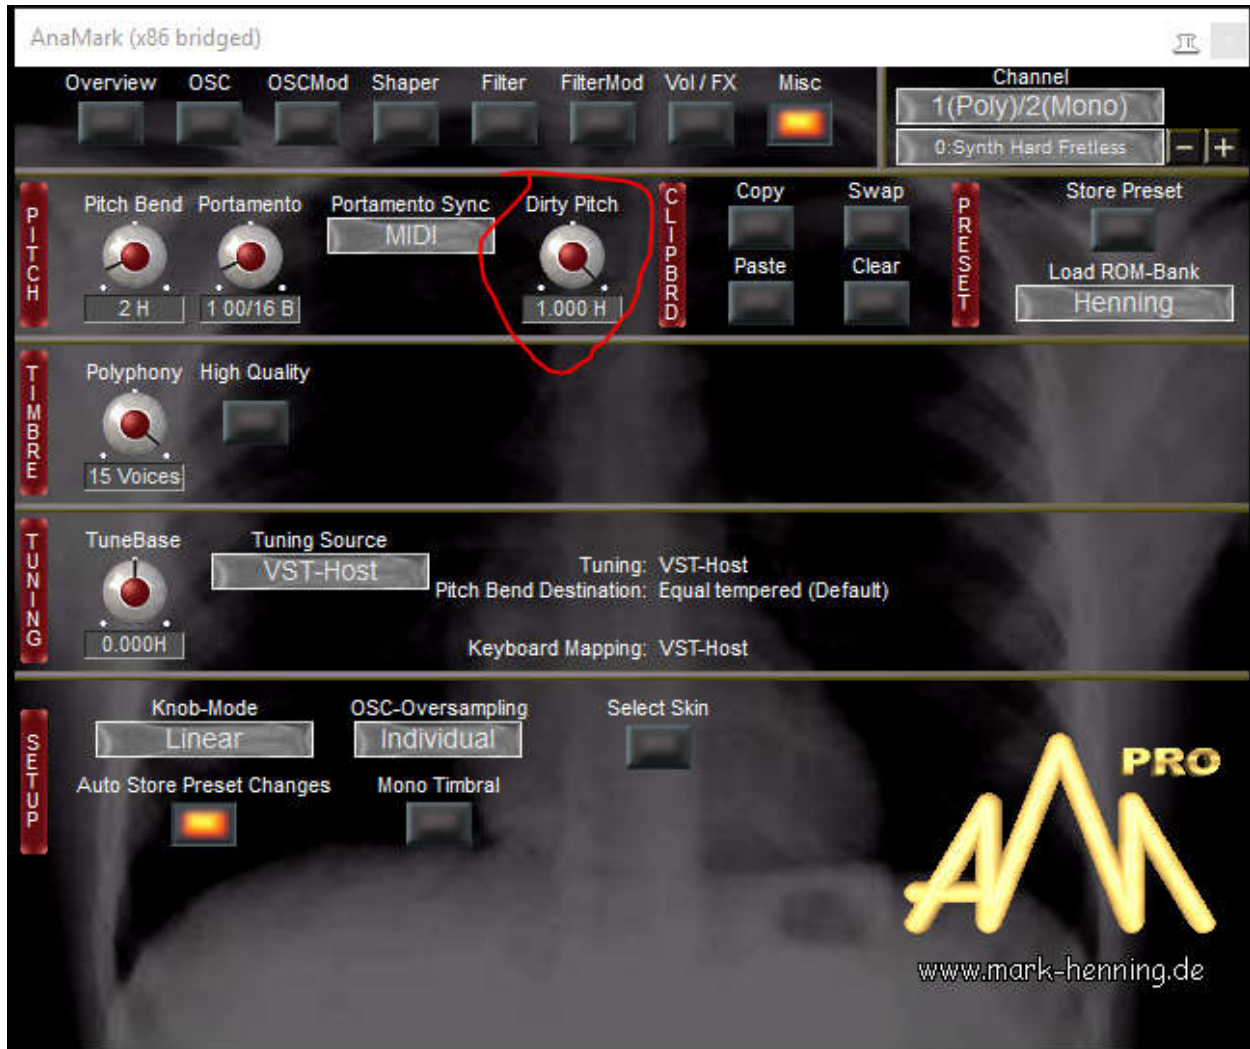 AnaMark (x86 bridged)
Overview OSC OSCMod Shaper Filter FilterMod Vol / FX Misc
Channel
1(Poly)/2(Mono)
0:Synth Hard Fretless - +
PITCH
Pitch Bend Portamento Portamento Sync Dirty Pitch
MIDI
2 H 1 00/16 B 1.000 H
CLIPBRD
Copy Swap
Paste Clear
PRESET
Store Preset
Load ROM-Bank
Henning
TIMBRE
Polyphony High Quality
15 Voices
TUNING
TuneBase Tuning Source
VST-Host
0.000H
Tuning: VST-Host
Pitch Bend Destination: Equal tempered (Default)
Keyboard Mapping: VST-Host
SETUP
Knob-Mode OSC-Oversampling Select Skin
Linear Individual
Auto Store Preset Changes Mono Timbral
PRO
AM
www.mark-henning.de